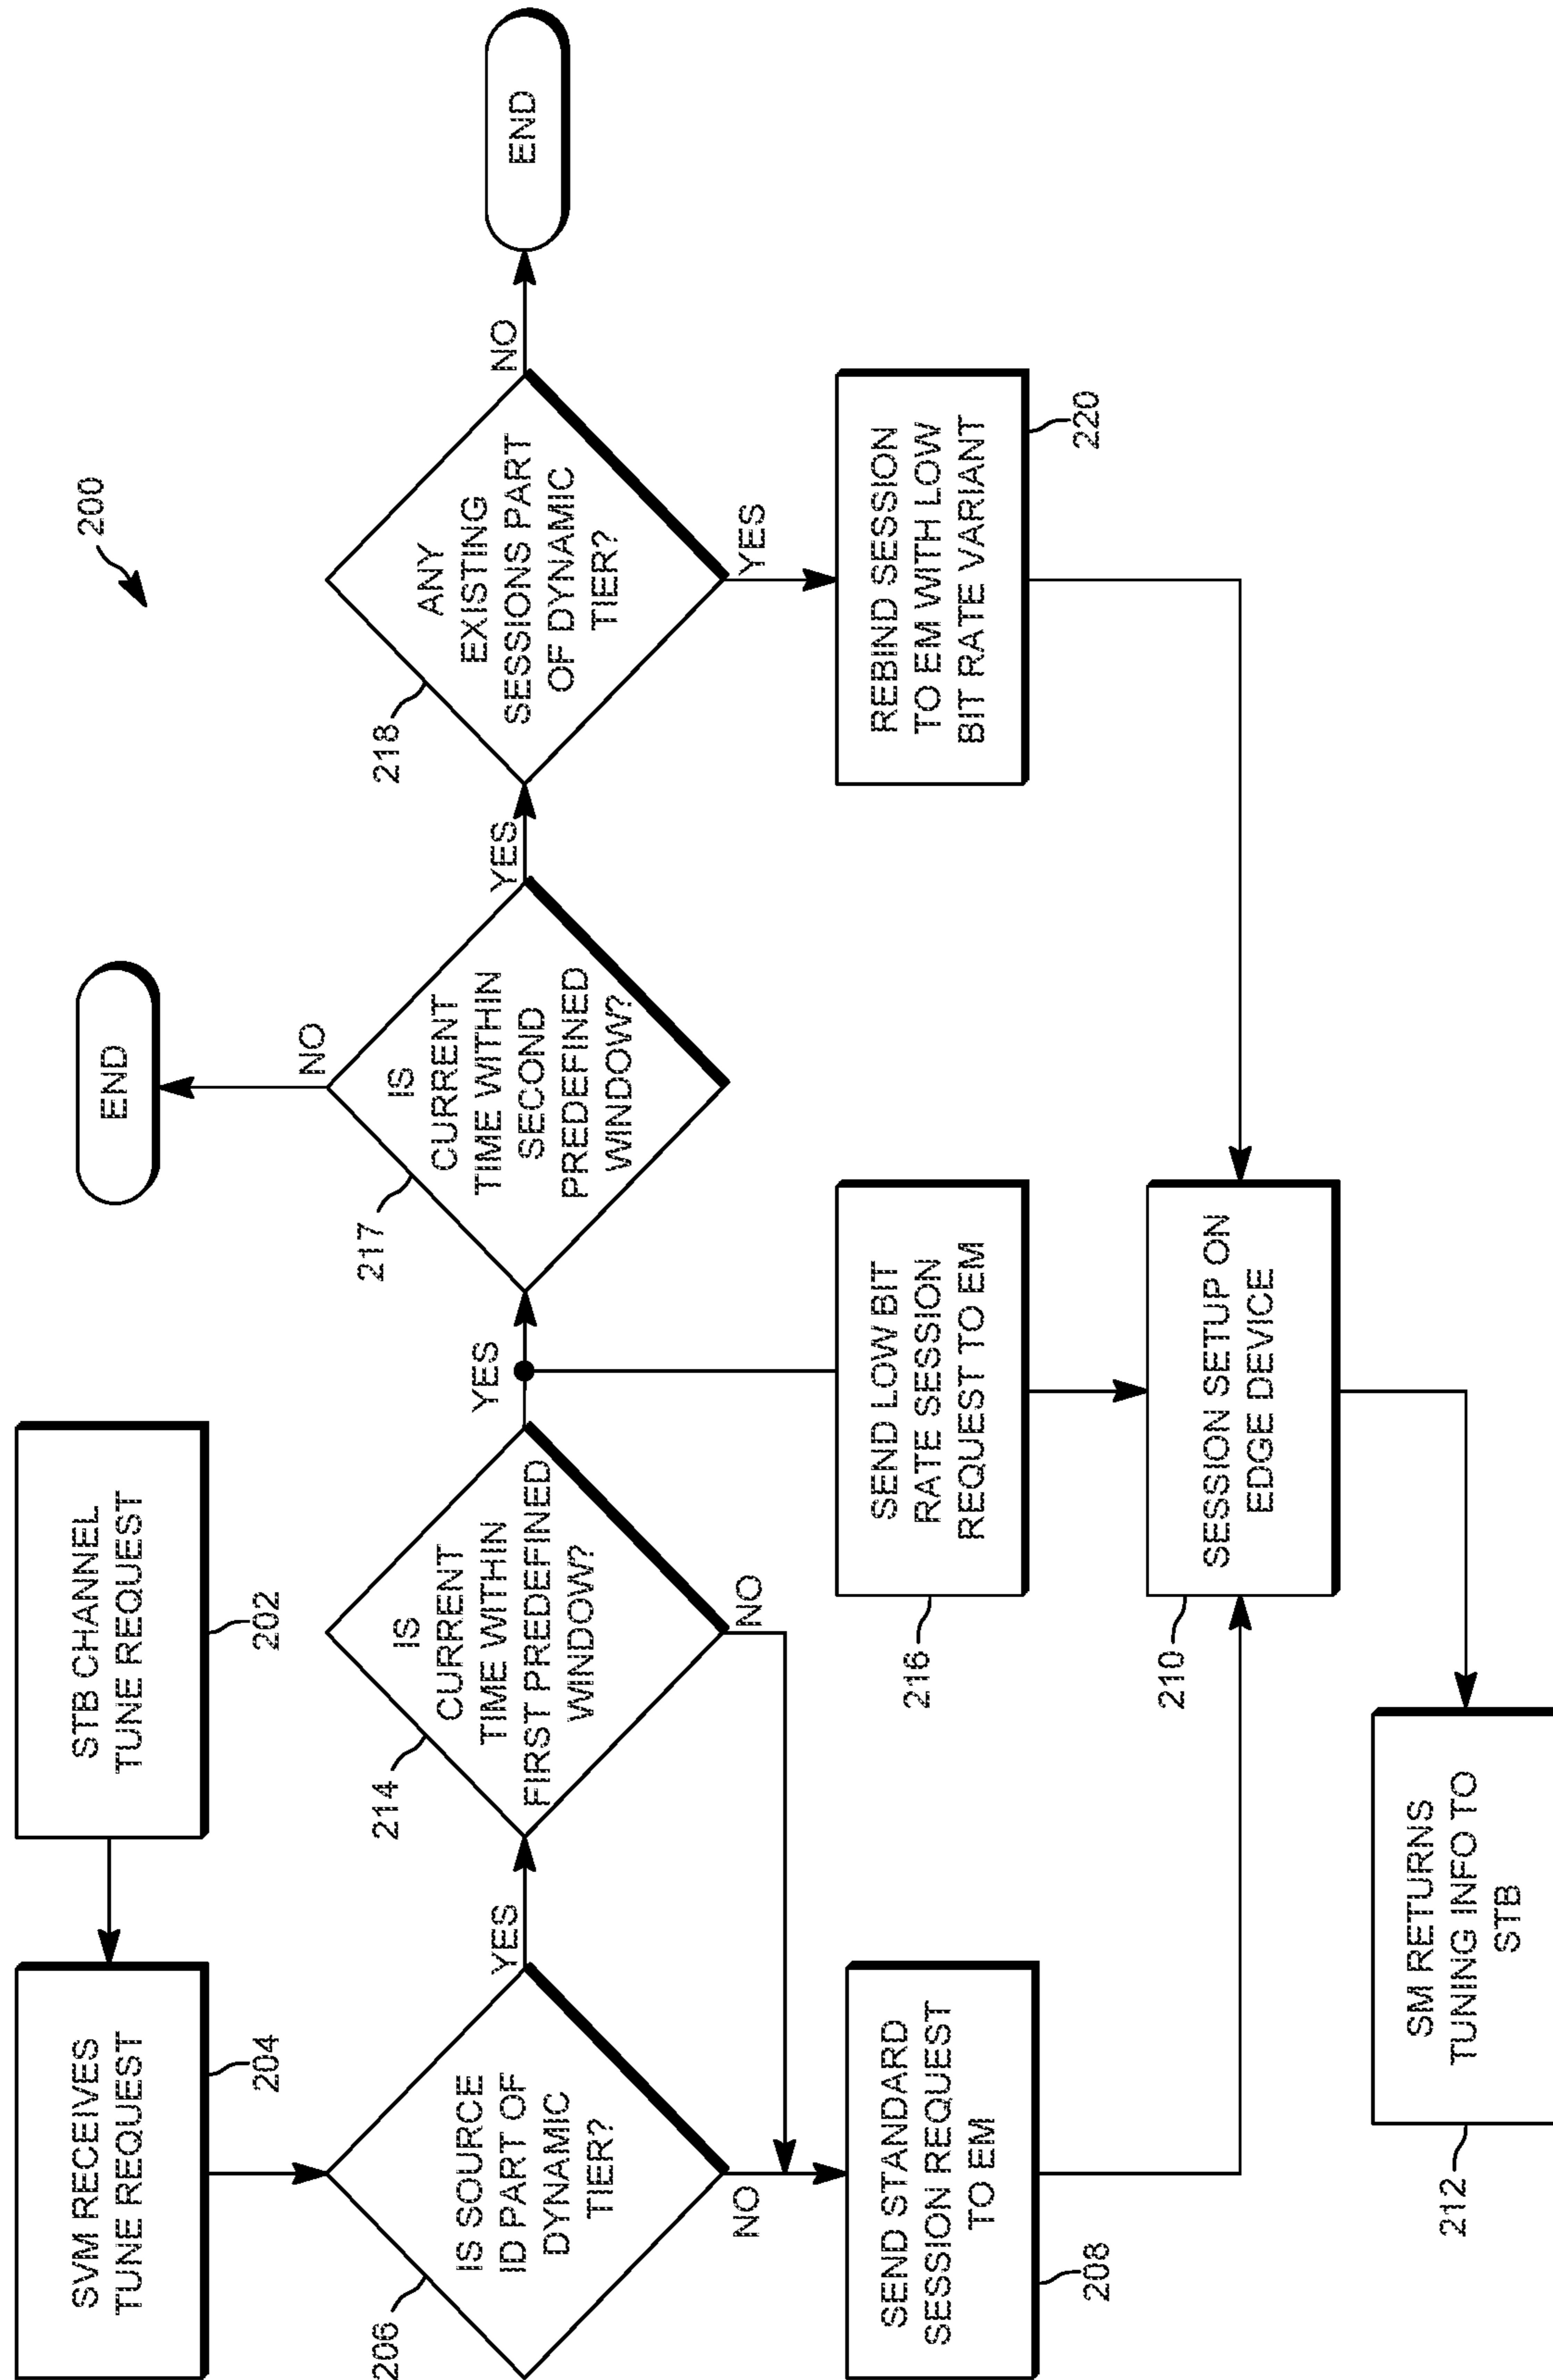 200
STB CHANNEL
TUNE REQUEST
202
SVM RECEIVES
TUNE REQUEST
204
IS SOURCE
ID PART OF
DYNAMIC
TIER?
206
YES
NO
IS
CURRENT
TIME WITHIN
FIRST PREDEFINED
WINDOW?
214
YES
NO
IS
CURRENT
TIME WITHIN
SECOND
PREDEFINED
WINDOW?
217
NO
END
YES
ANY
EXISTING
SESSIONS PART
OF DYNAMIC
TIER?
218
NO
END
YES
SEND STANDARD
SESSION REQUEST
TO EM
208
SEND LOW BIT
RATE SESSION
REQUEST TO EM
216
REBIND SESSION
TO EM WITH LOW
BIT RATE VARIANT
220
SESSION SETUP ON
EDGE DEVICE
210
SM RETURNS
TUNING INFO TO
STB
212